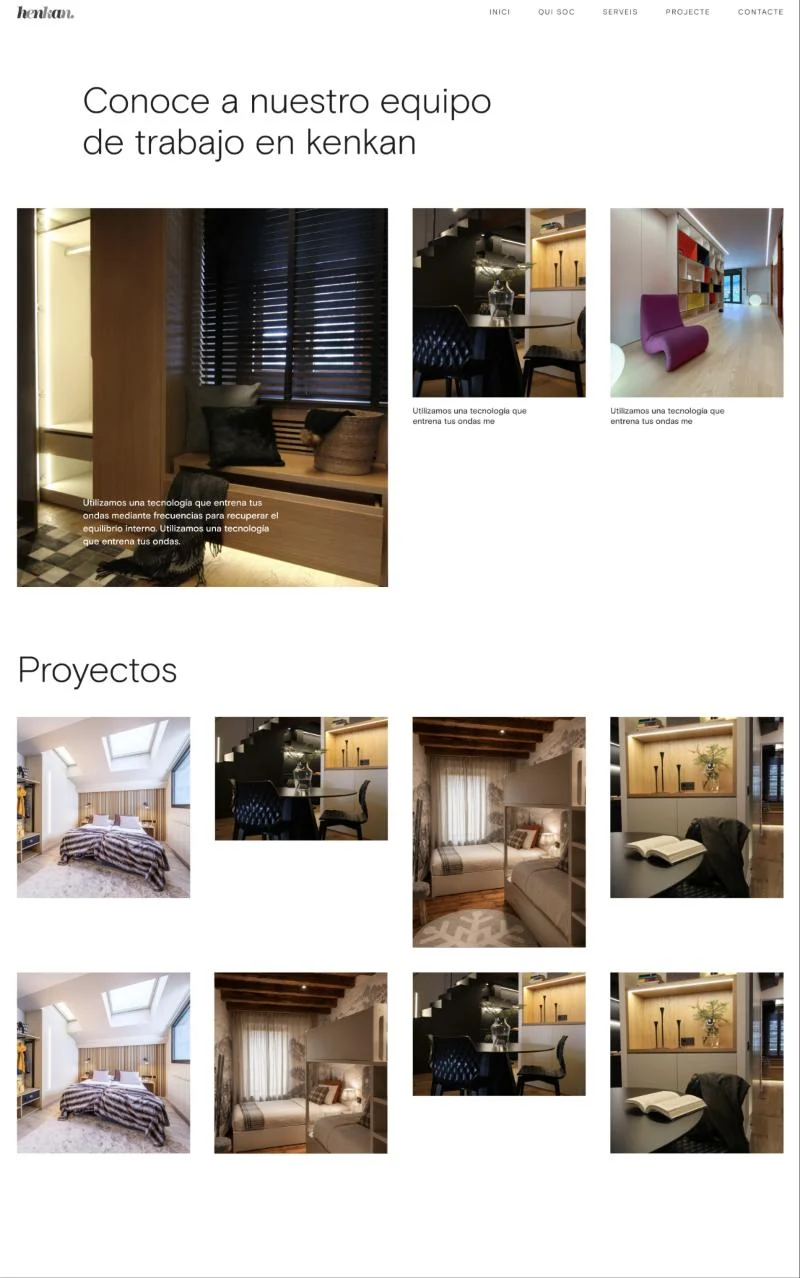 henkan.
INICI QUI SOC SERVEIS PROJECTE CONTACTE
Conoce a nuestro equipo
de trabajo en kenkan
Utilizamos una tecnología que entrena tus
ondas mediante frecuencias para recuperar el
equilibrio interno. Utilizamos una tecnología
que entrena tus ondas.
Utilizamos una tecnología que
entrena tus ondas me
Utilizamos una tecnología que
entrena tus ondas me
Proyectos